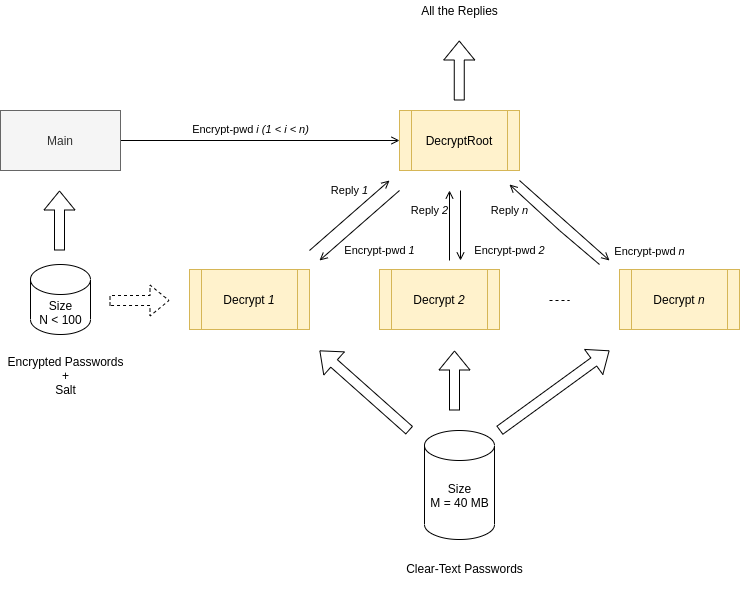 All the Replies
Encrypt-pwd i (1 < i < n)
Main
DecryptRoot
Reply 1
Reply 2
Reply n
Encrypt-pwd 1
Encrypt-pwd 2
Encrypt-pwd n
Decrypt 1
Decrypt 2
Decrypt n
Size
N < 100
Encrypted Passwords
+
Salt
Size
M = 40 MB
Clear-Text Passwords